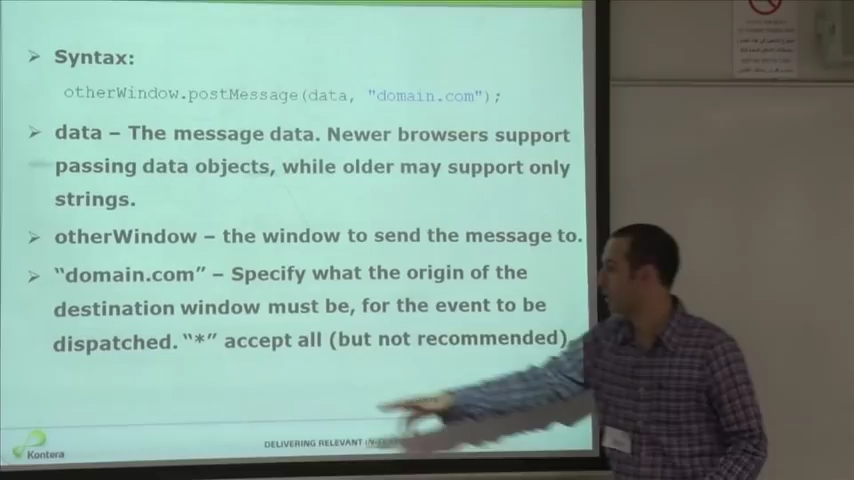 Syntax:
otherWindow.postMessage(data, "domain.com");
data – The message data. Newer browsers support
passing data objects, while older may support only
strings.
otherWindow – the window to send the message to.
“domain.com” – Specify what the origin of the
destination window must be, for the event to be
dispatched. “*” accept all (but not recommended)
DELIVERING RELEVANT
Kontera